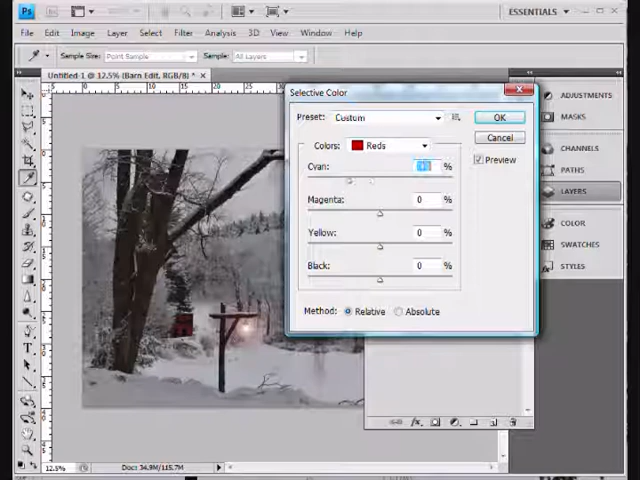 Ps
ESSENTIALS
File Edit Image Layer Select Filter Analysis 3D View Window Help
Sample Size: Point Sample Sample: All Layers
Untitled-1 @ 12.5% (Barn Edit, RGB/8*) * ×
Selective Color
Preset: Custom OK
Cancel
Colors: Reds Preview
Cyan: %
Magenta: 0 %
Yellow: 0 %
Black: 0 %
Method: Relative Absolute
ADJUSTMENTS
MASKS
CHANNELS
PATHS
LAYERS
COLOR
STYLES
fx
12.5% Doc: 34.9M/115.7M